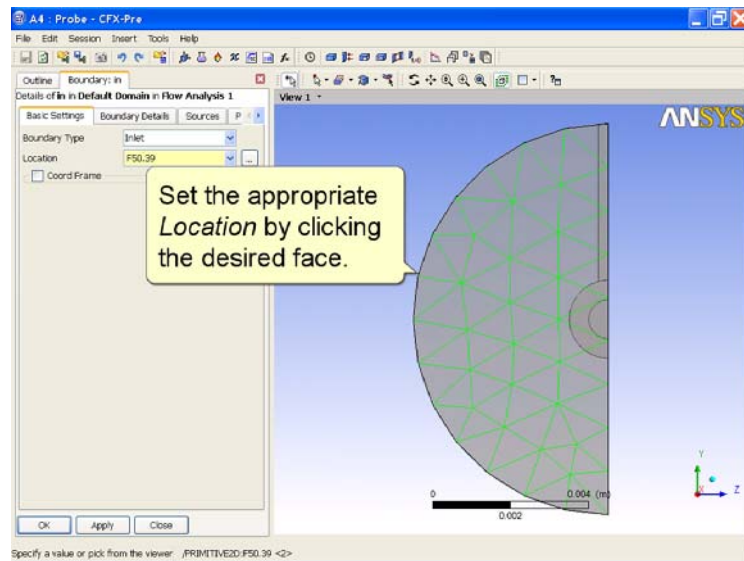 A4 : Probe - CFX-Pre
File Edit Session Insert Tools Help
Outline Boundary: in
Details of in in Default Domain in Flow Analysis 1
Basic Settings Boundary Details Sources P
Boundary Type Inlet
Location F50.39 ...
Coord Frame
Set the appropriate
Location by clicking
the desired face.
OK Apply Close
View 1
ANSYS
0 0.004 (m)
0.002
Y
X Z
Specify a value or pick from the viewer /PRIMITIVE2D:F50.39 <2>